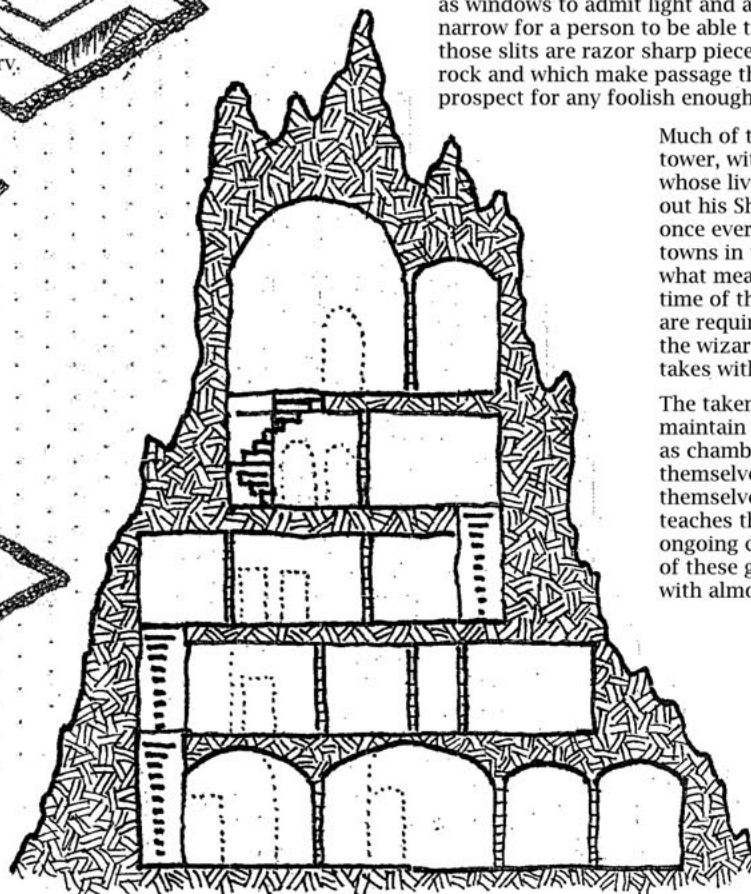 as windows to admit light and a
narrow for a person to be able t
those slits are razor sharp piece
rock and which make passage th
prospect for any foolish enough
Much of t
tower, wit
whose liv
out his Sh
once ever
towns in
what mea
time of th
are requir
the wizar
takes with
The taker
maintain
as chamb
themselve
themselve
teaches th
ongoing c
of these g
with almo